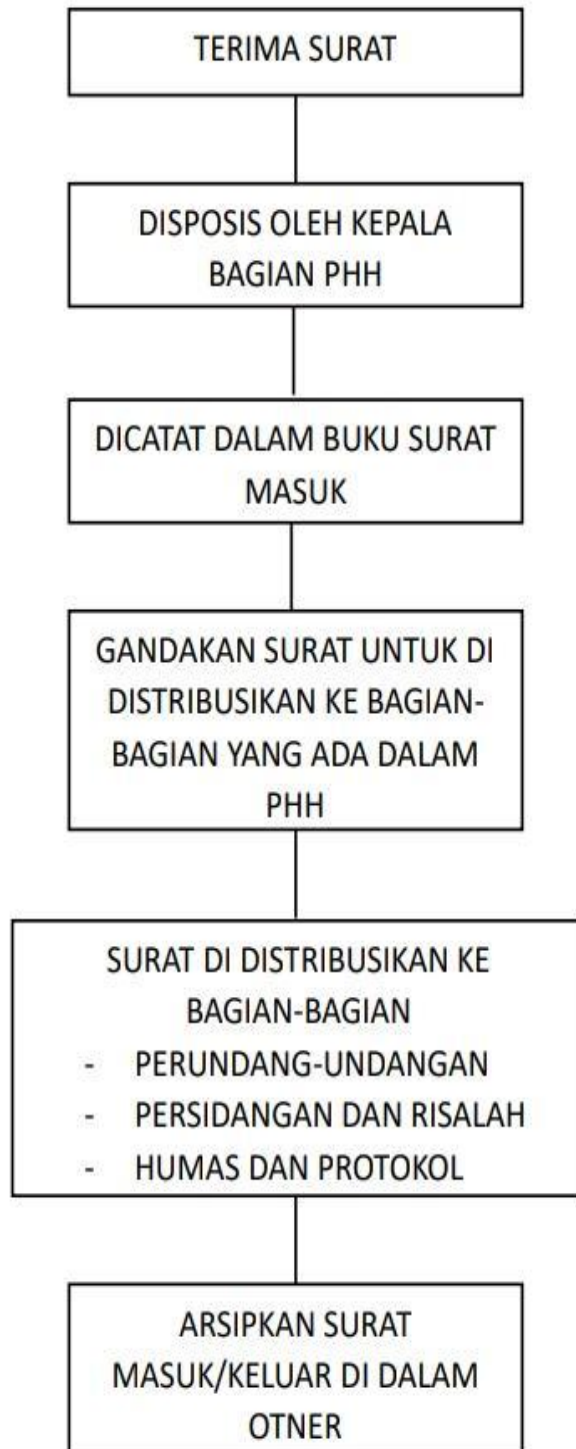 TERIMA SURAT
DISPOSIS OLEH KEPALA
BAGIAN PHH
DICATAT DALAM BUKU SURAT
MASUK
GANDAKAN SURAT UNTUK DI
DISTRIBUSIKAN KE BAGIAN-
BAGIAN YANG ADA DALAM
PHH
SURAT DI DISTRIBUSIKAN KE
BAGIAN-BAGIAN
- PERUNDANG-UNDANGAN
- PERSIDANGAN DAN RISALAH
- HUMAS DAN PROTOKOL
ARSIPKAN SURAT
MASUK/KELUAR DI DALAM
OTNER